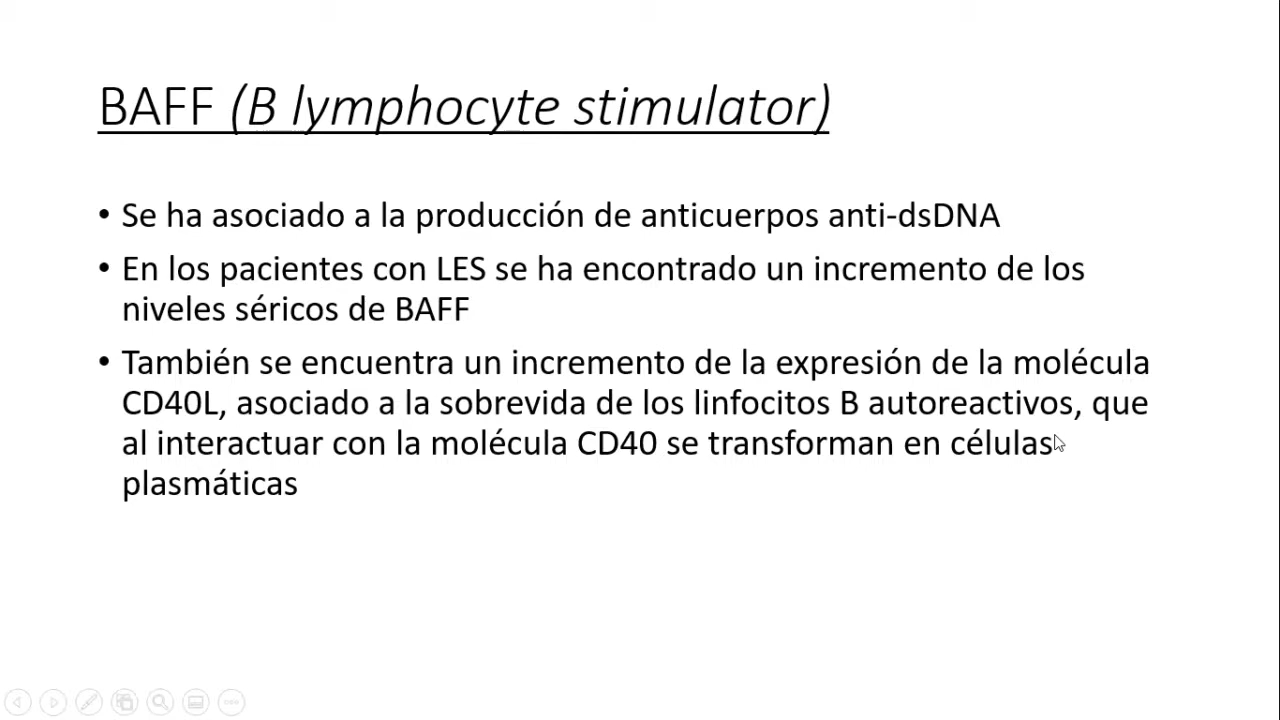 BAFF (B lymphocyte stimulator)
• Se ha asociado a la producción de anticuerpos anti-dsDNA
• En los pacientes con LES se ha encontrado un incremento de los
niveles séricos de BAFF
• También se encuentra un incremento de la expresión de la molécula
CD40L, asociado a la sobrevida de los linfocitos B autoreactivos, que
al interactuar con la molécula CD40 se transforman en células
plasmáticas